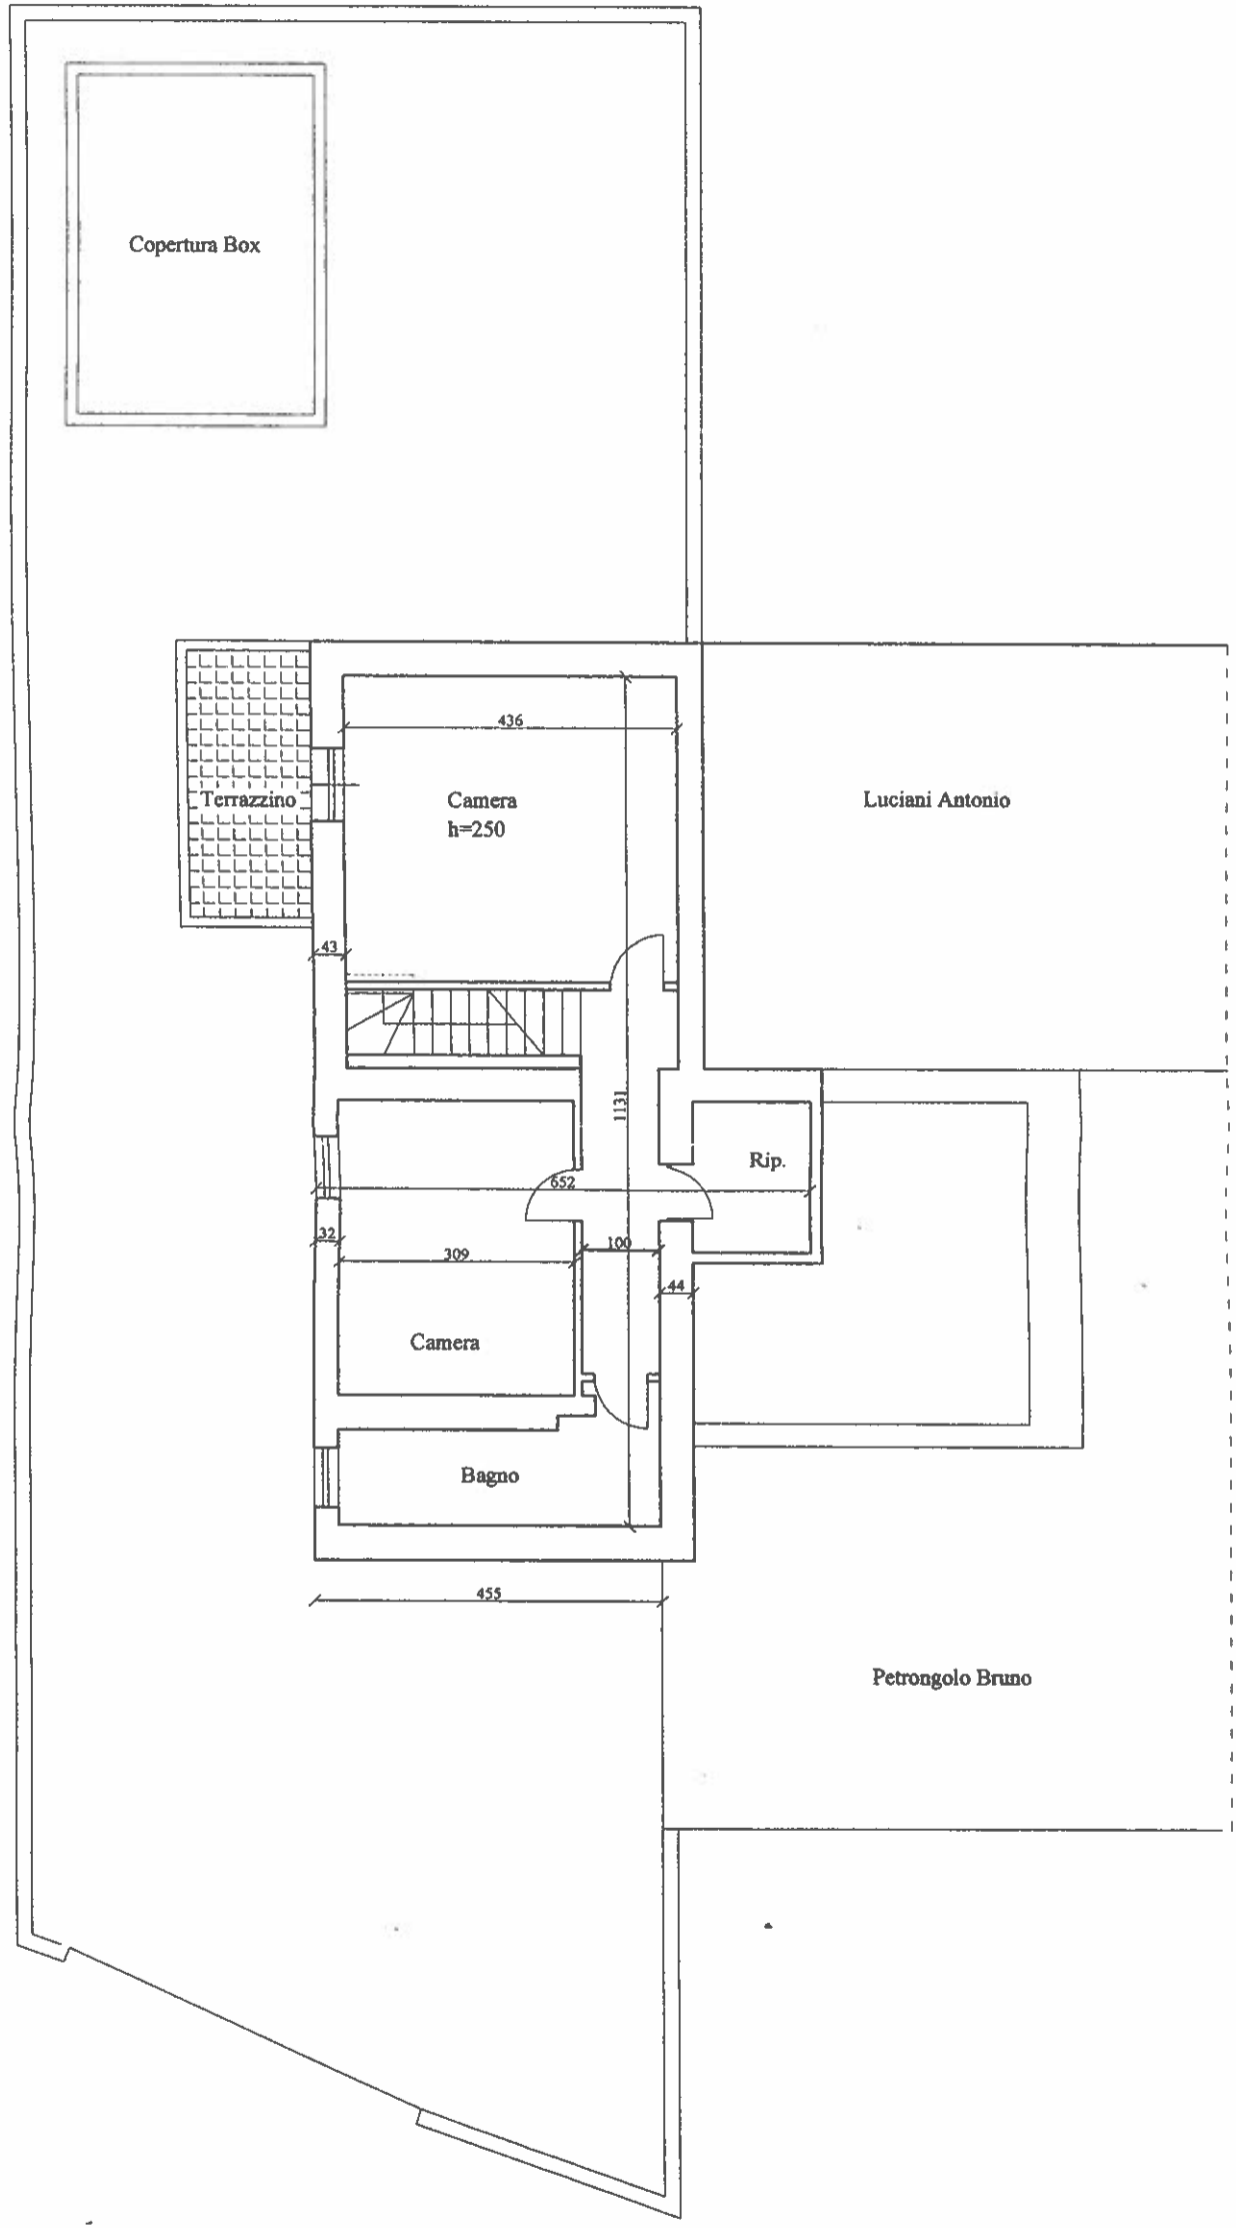 Copertura Box
436
Terrazzino
Camera
h=250
Luciani Antonio
43
1131
Rip.
652
32
309
100
44
Camera
Bagno
455
Petrongolo Bruno